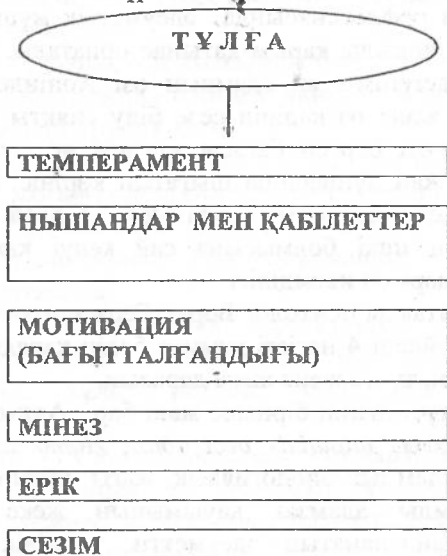 ТҰЛҒА
ТЕМПЕРАМЕНТ
НЫШАНДАР МЕН ҚАБІЛЕТТЕР
МОТИВАЦИЯ
(БАҒЫТТАЛҒАНДЫҒЫ)
МІНЕЗ
ЕРІК
СЕЗІМ